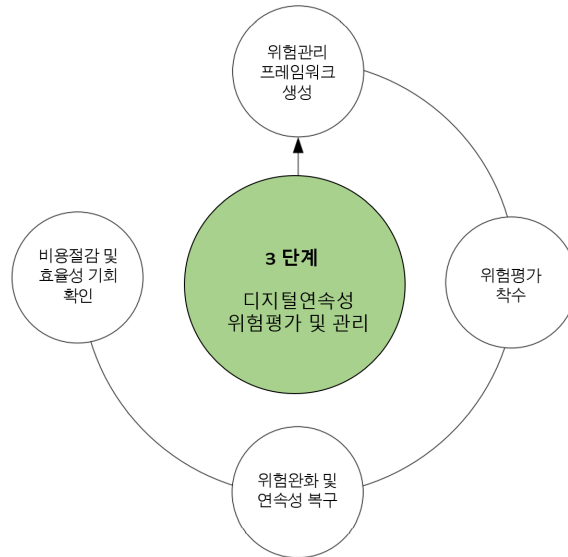 위험관리
프레임워크
생성
비용절감 및
효율성 기회
확인
3 단계
디지털연속성
위험평가 및 관리
위험평가
착수
위험완화 및
연속성 복구